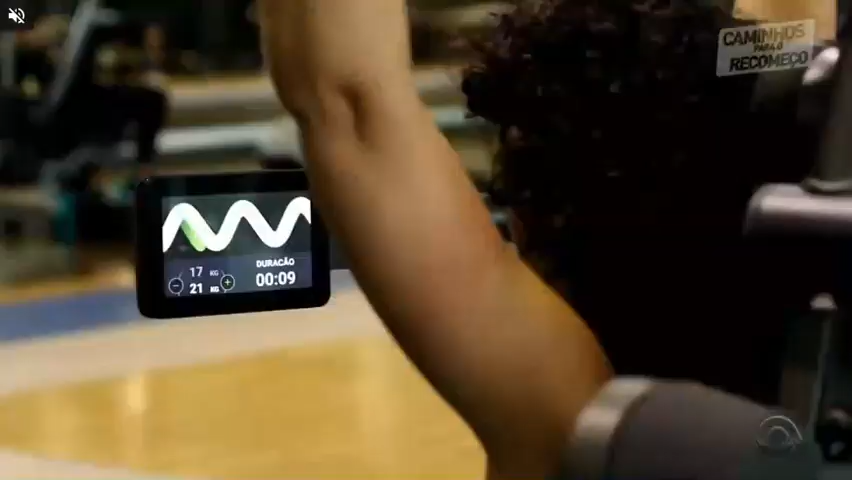 CAMINHOS
PARA O
RECOMEÇO
DURAÇÃO
17 KG
00:09
21 KG